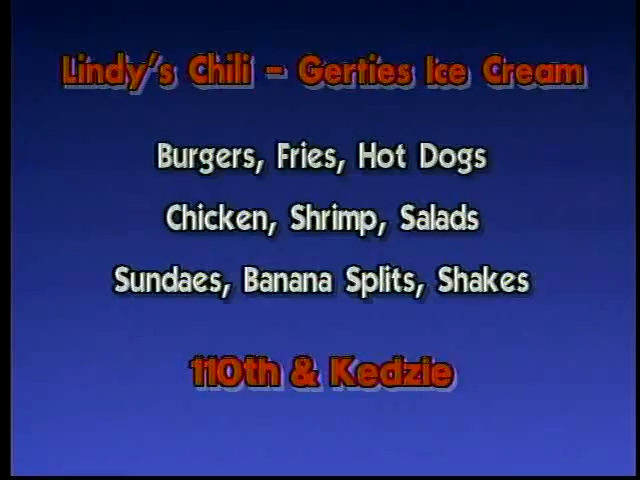 Lindy's Chili - Gerties Ice Cream
Burgers, Fries, Hot Dogs
Chicken, Shrimp, Salads
Sundaes, Banana Splits, Shakes
110th & Kedzie